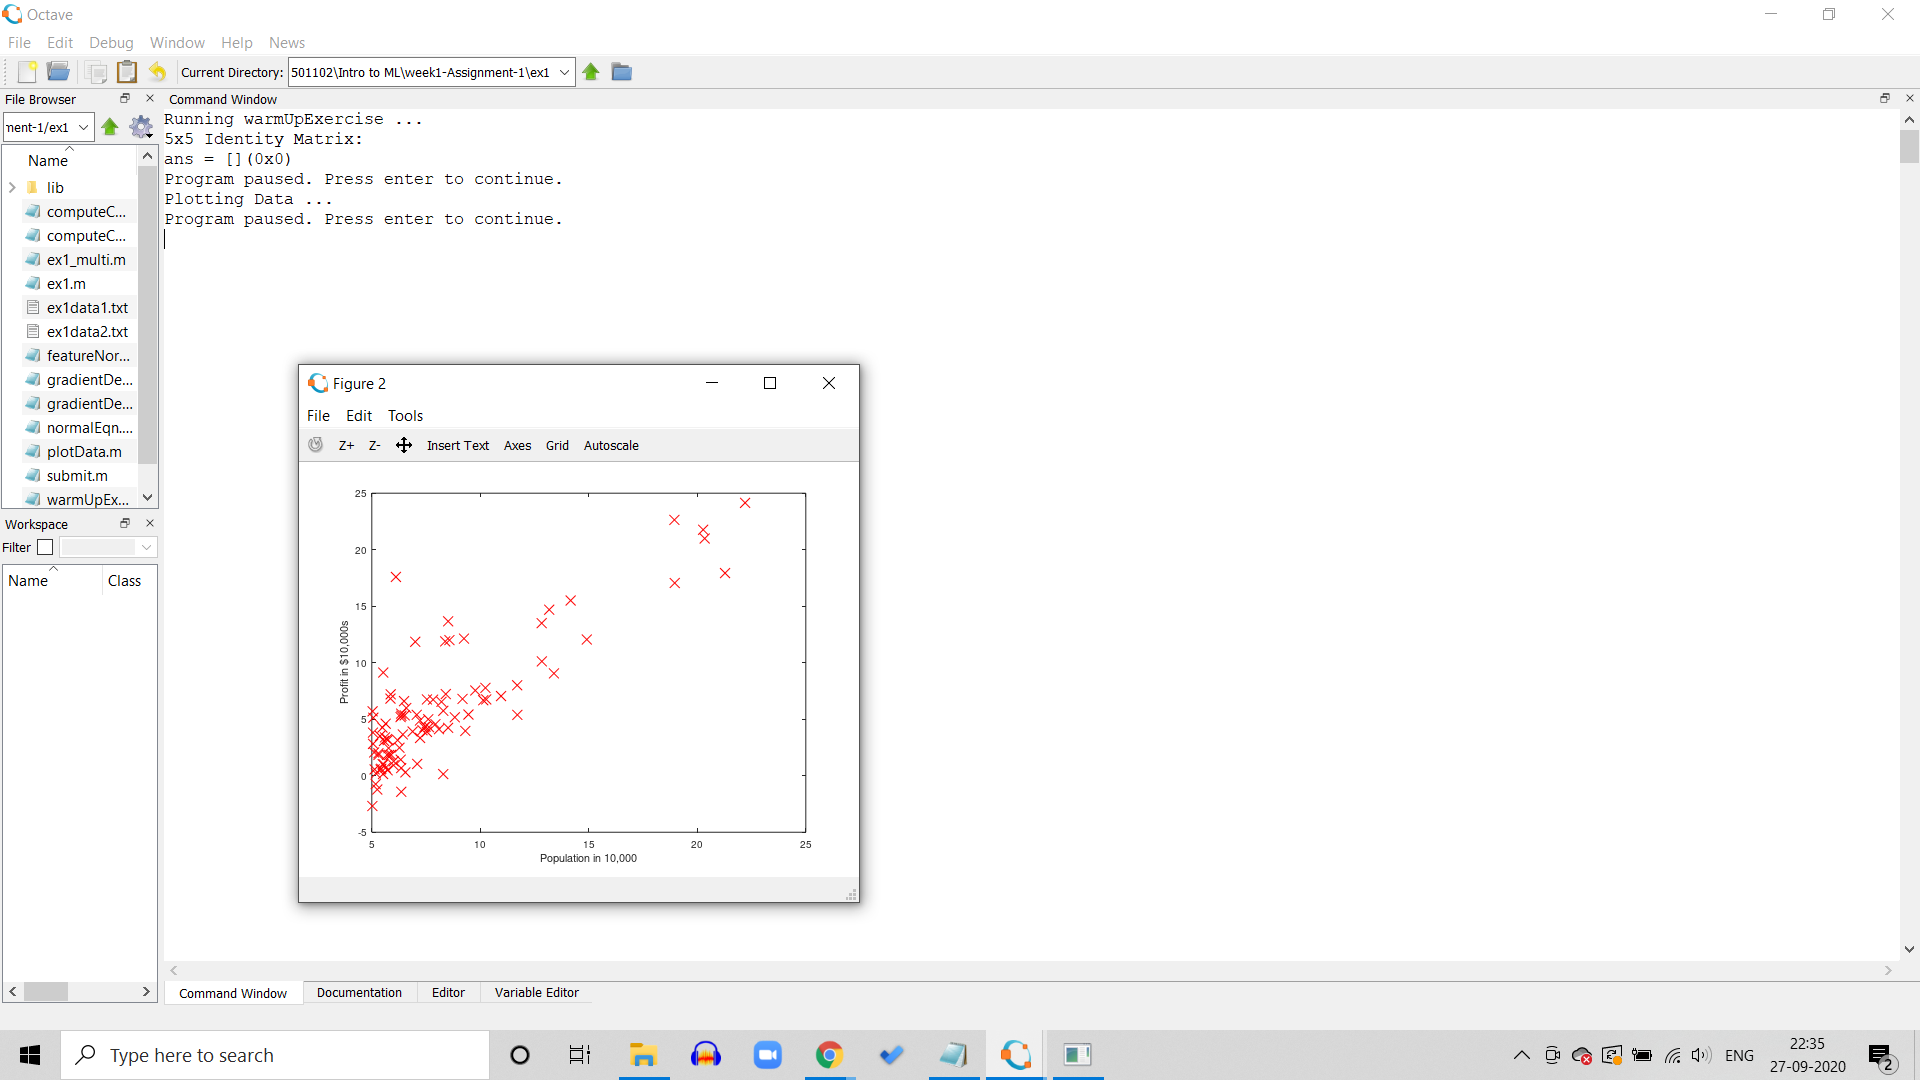 Octave
File Edit Debug Window Help News
Current Directory: 501102\Intro to ML\week1-Assignment-1\ex1
File Browser
ment-1/ex1
Name
lib
computeC...
computeC...
ex1_multi.m
ex1.m
ex1data1.txt
ex1data2.txt
featureNor...
gradientDe...
gradientDe...
normalEqn....
plotData.m
submit.m
warmUpEx...
Workspace
Filter
Name Class
Command Window
Running warmUpExercise ...
5x5 Identity Matrix:
ans = [](0x0)
Program paused. Press enter to continue.
Plotting Data ...
Program paused. Press enter to continue.
Figure 2
File Edit Tools
Z+ Z- Insert Text Axes Grid Autoscale
25
20
15
10
5
0
-5
Profit in $10,000s
5 10 15 20 25
Population in 10,000
Command Window Documentation Editor Variable Editor
Type here to search
ENG
22:35
27-09-2020
2